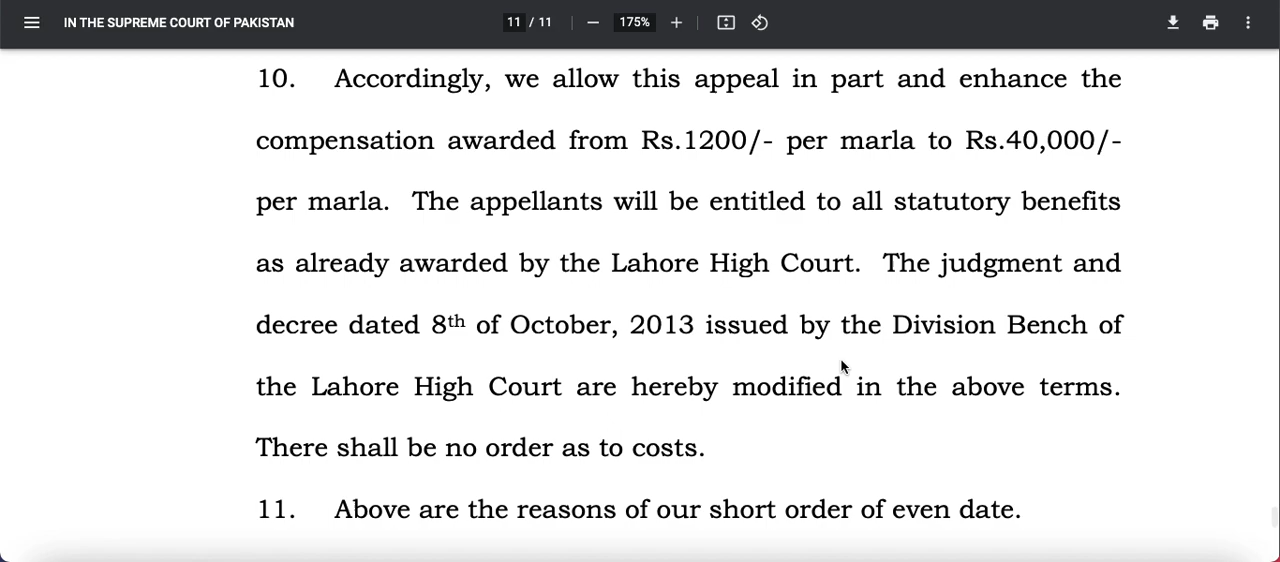 IN THE SUPREME COURT OF PAKISTAN 11 / 11 175%
10. Accordingly, we allow this appeal in part and enhance the
compensation awarded from Rs.1200/- per marla to Rs.40,000/-
per marla. The appellants will be entitled to all statutory benefits
as already awarded by the Lahore High Court. The judgment and
decree dated 8th of October, 2013 issued by the Division Bench of
the Lahore High Court are hereby modified in the above terms.
There shall be no order as to costs.
11. Above are the reasons of our short order of even date.